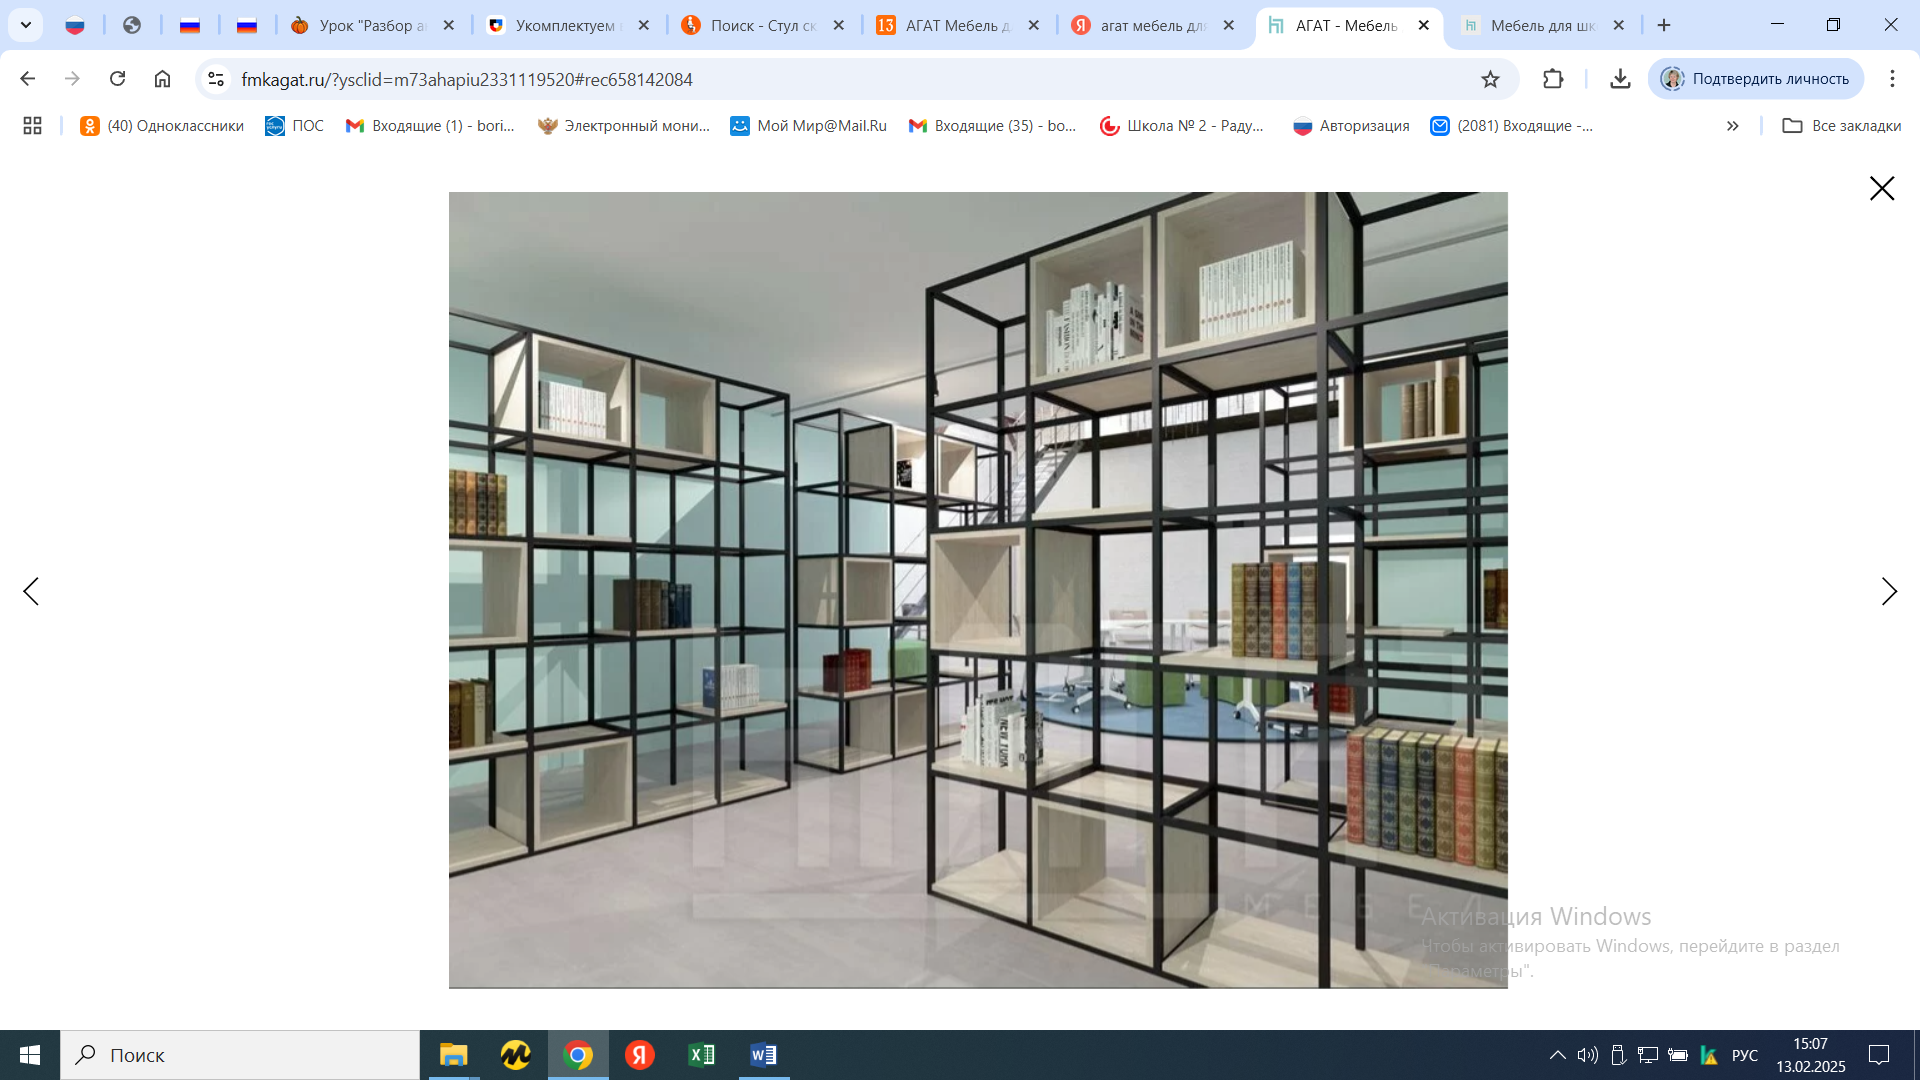 Урок "Разбор а
Укомплектуем
Поиск - Стул ск
АГАТ Мебель д
агат мебель для
АГАТ - Мебель
Мебель для шк
fmkagat.ru/?ysclid=m73ahapiu2331119520#rec658142084
Подтвердить личность
(40) Одноклассники
ПОС
Входящие (1) - bori...
Электронный мони...
Мой Мир@Mail.Ru
Входящие (35) - bo...
Школа № 2 - Раду...
Авторизация
(2081) Входящие -...
Все закладки
Активация Windows
Чтобы активировать Windows, перейдите в раздел
"Параметры".
Поиск
РУС
15:07
13.02.2025